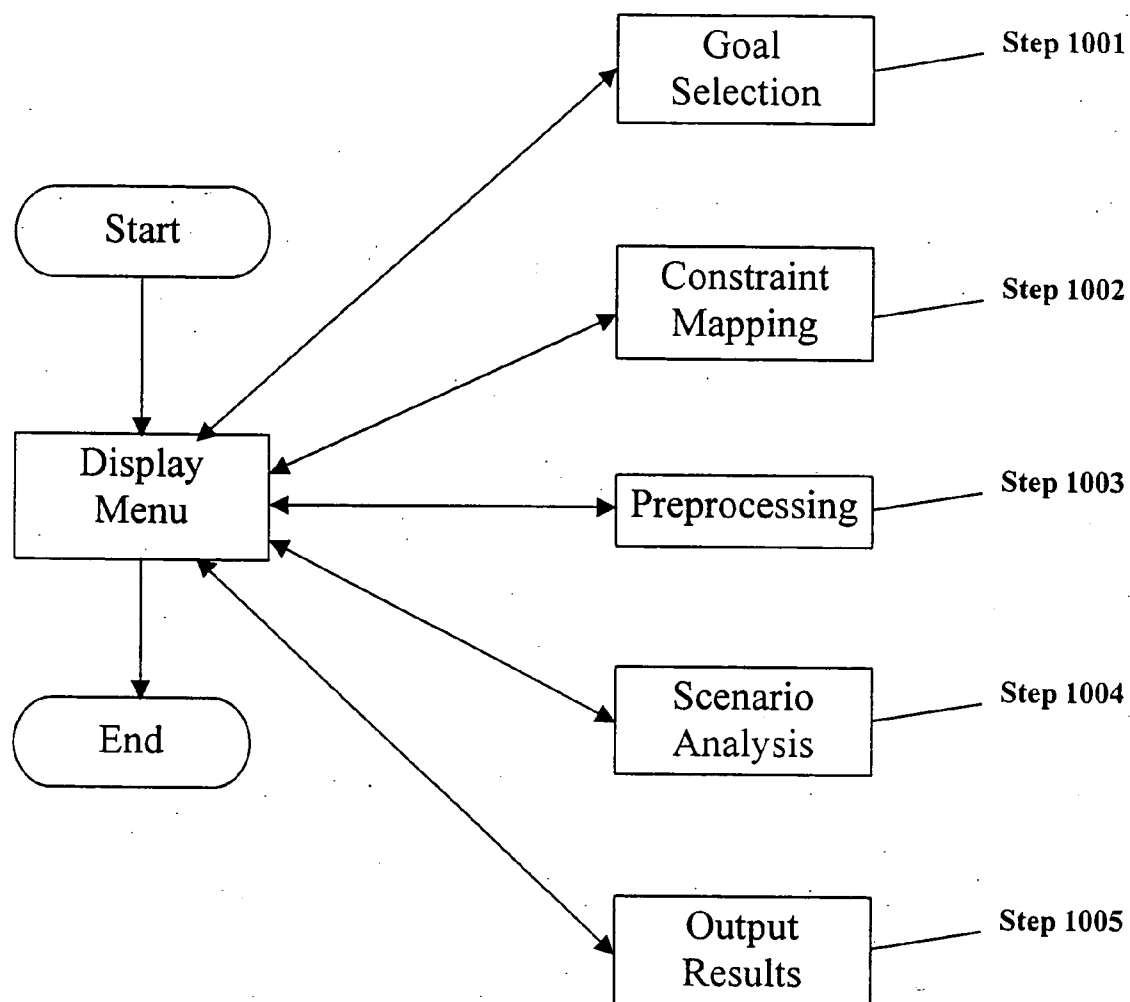 Goal
Selection
Step 1001
Start
Constraint
Mapping
Step 1002
Display
Menu
Preprocessing
Step 1003
End
Scenario
Analysis
Step 1004
Output
Results
Step 1005